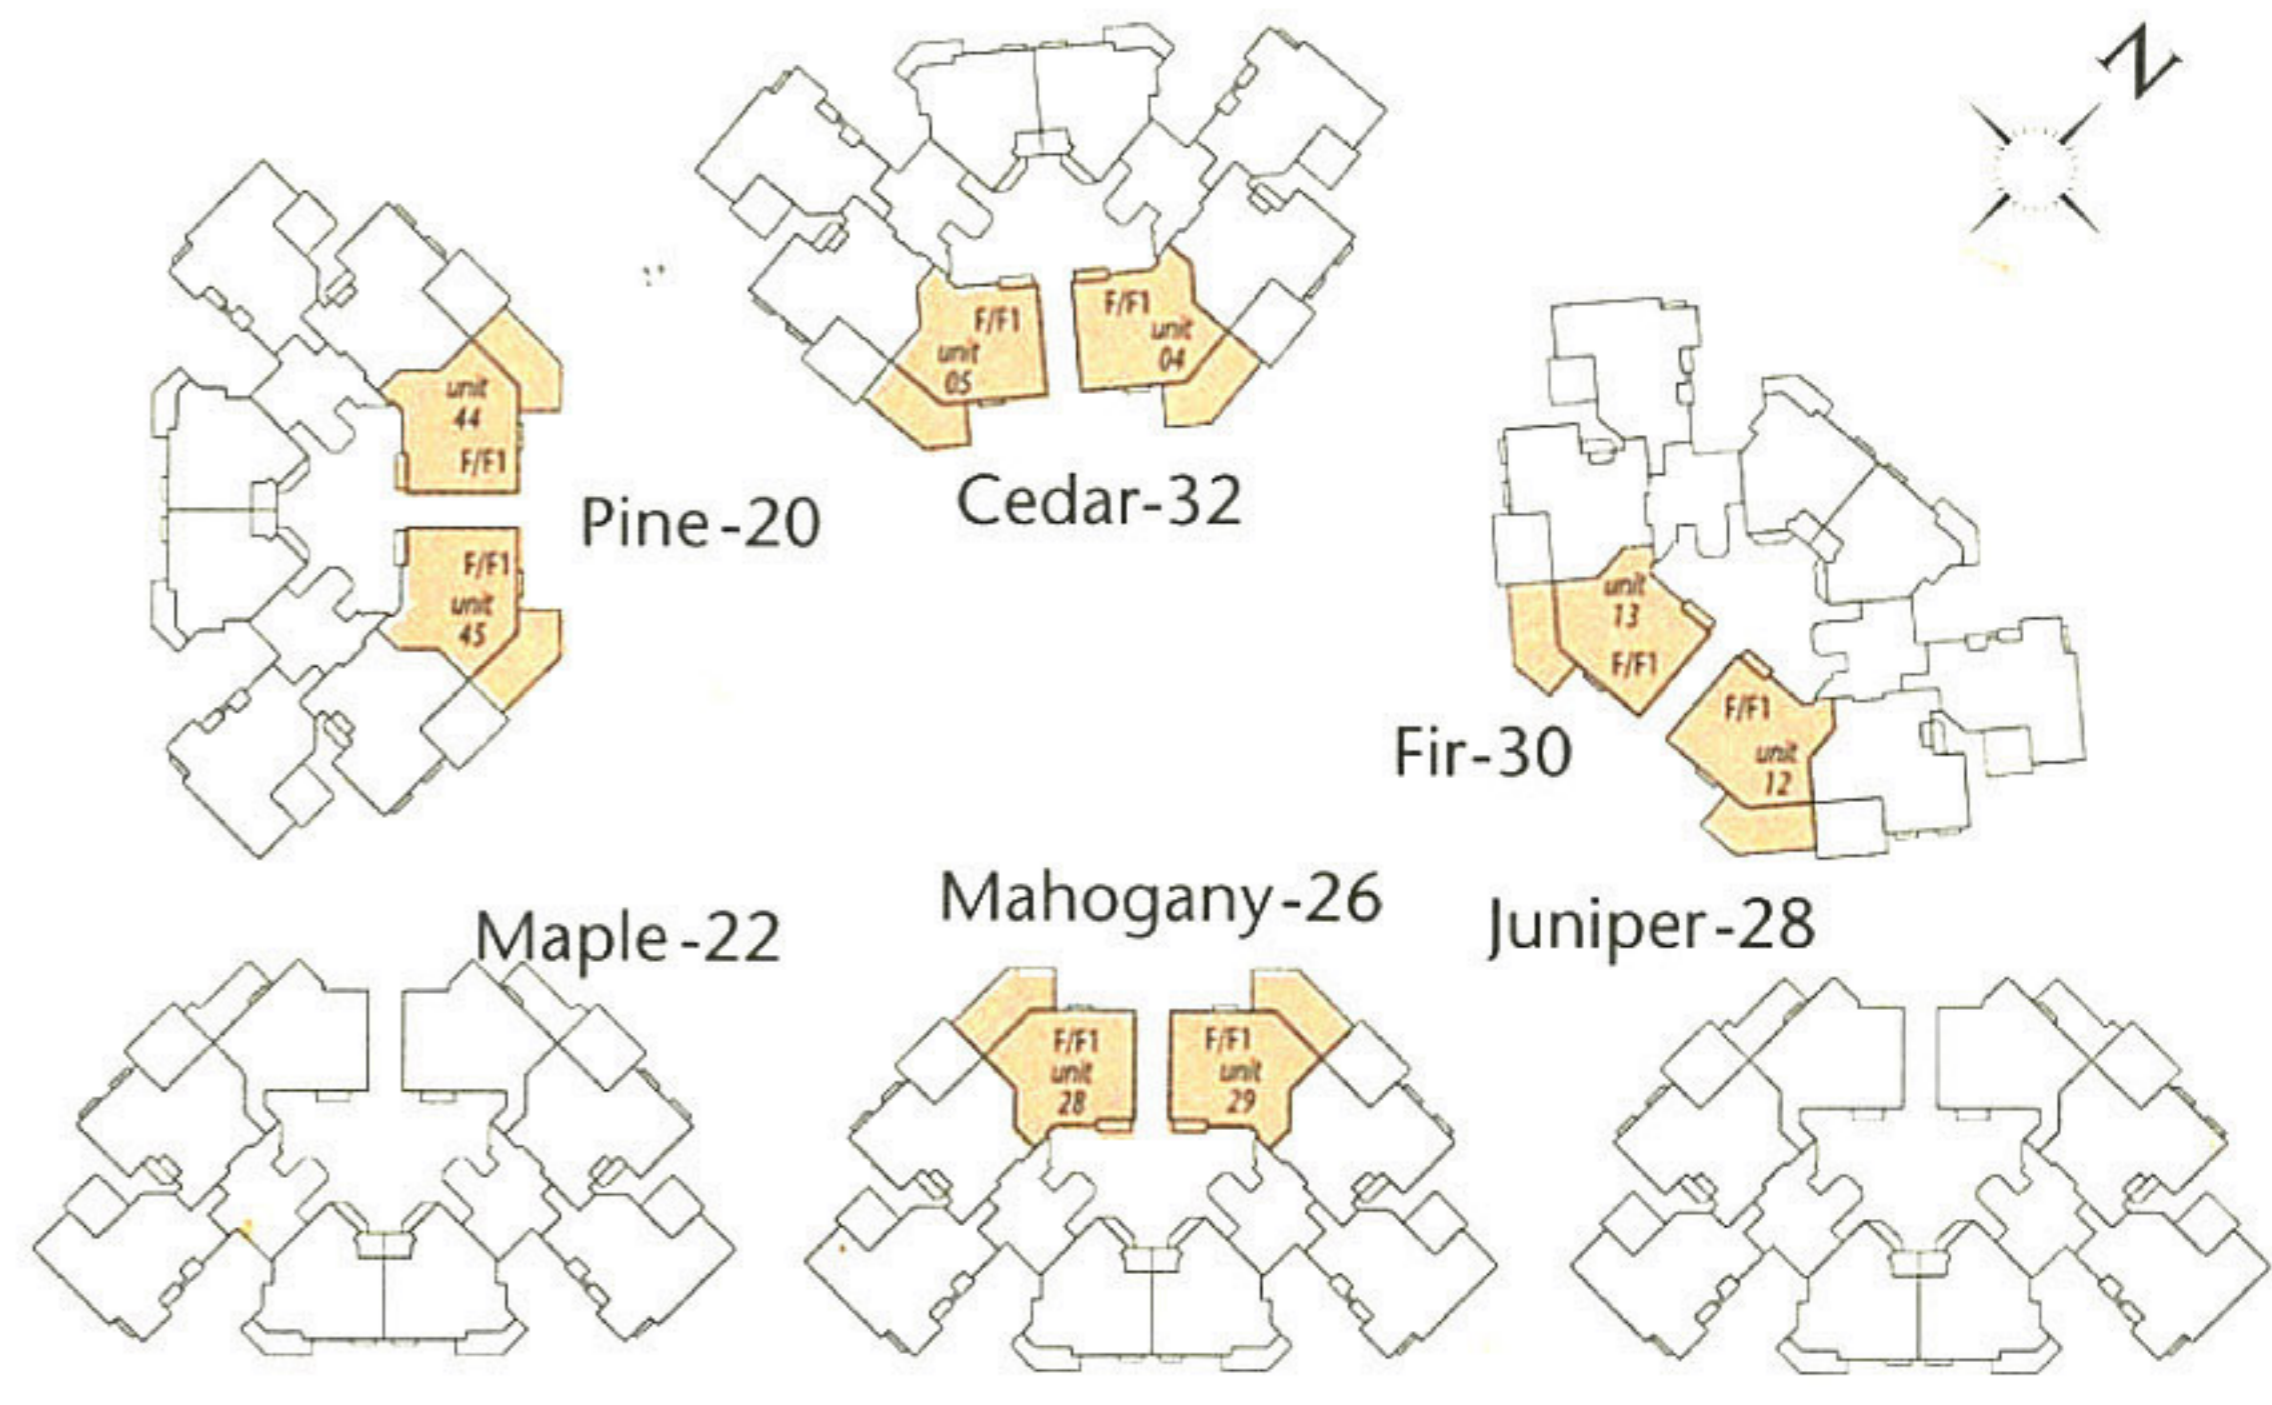 N
F/F1
unit
05
F/F1
unit
04
Cedar-32
unit
44
F/F1
Pine-20
F/F1
unit
45
unit
13
F/F1
Fir-30
F/F1
unit
12
Maple-22
Mahogany-26
F/F1
unit
28
F/F1
unit
29
Juniper-28